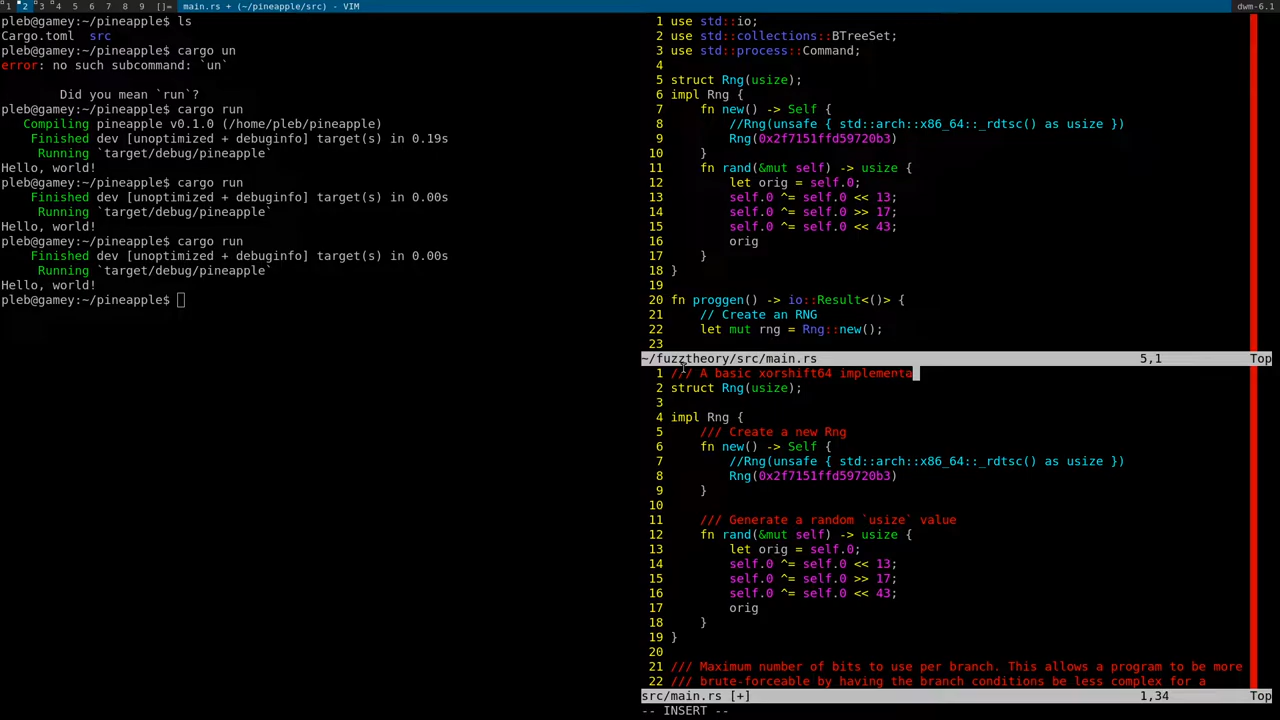 1 2 3 4 5 6 7 8 9 []= main.rs + (~/pineapple/src) - VIM dwm-6.1
pleb@gamey:~/pineapple$ ls
Cargo.toml  src
pleb@gamey:~/pineapple$ cargo un
error: no such subcommand: `un`
Did you mean `run`?
pleb@gamey:~/pineapple$ cargo run
Compiling pineapple v0.1.0 (/home/pleb/pineapple)
Finished dev [unoptimized + debuginfo] target(s) in 0.19s
Running `target/debug/pineapple`
Hello, world!
pleb@gamey:~/pineapple$ cargo run
Finished dev [unoptimized + debuginfo] target(s) in 0.00s
Running `target/debug/pineapple`
Hello, world!
pleb@gamey:~/pineapple$ cargo run
Finished dev [unoptimized + debuginfo] target(s) in 0.00s
Running `target/debug/pineapple`
Hello, world!
pleb@gamey:~/pineapple$
1 use std::io;
2 use std::collections::BTreeSet;
3 use std::process::Command;
4
5 struct Rng(usize);
6 impl Rng {
7     fn new() -> Self {
8         //Rng(unsafe { std::arch::x86_64::_rdtsc() as usize })
9         Rng(0x2f7151ffd59720b3)
10     }
11     fn rand(&mut self) -> usize {
12         let orig = self.0;
13         self.0 ^= self.0 << 13;
14         self.0 ^= self.0 >> 17;
15         self.0 ^= self.0 << 43;
16         orig
17     }
18 }
19
20 fn proggen() -> io::Result<()> {
21     // Create an RNG
22     let mut rng = Rng::new();
23
~/fuzztheory/src/main.rs 5,1 Top
1 /// A basic xorshift64 implementa
2 struct Rng(usize);
3
4 impl Rng {
5     /// Create a new Rng
6     fn new() -> Self {
7         //Rng(unsafe { std::arch::x86_64::_rdtsc() as usize })
8         Rng(0x2f7151ffd59720b3)
9     }
10
11     /// Generate a random `usize` value
12     fn rand(&mut self) -> usize {
13         let orig = self.0;
14         self.0 ^= self.0 << 13;
15         self.0 ^= self.0 >> 17;
16         self.0 ^= self.0 << 43;
17         orig
18     }
19 }
20
21 /// Maximum number of bits to use per branch. This allows a program to be more
22 /// brute-forceable by having the branch conditions be less complex for a
src/main.rs [+] 1,34 Top
-- INSERT --